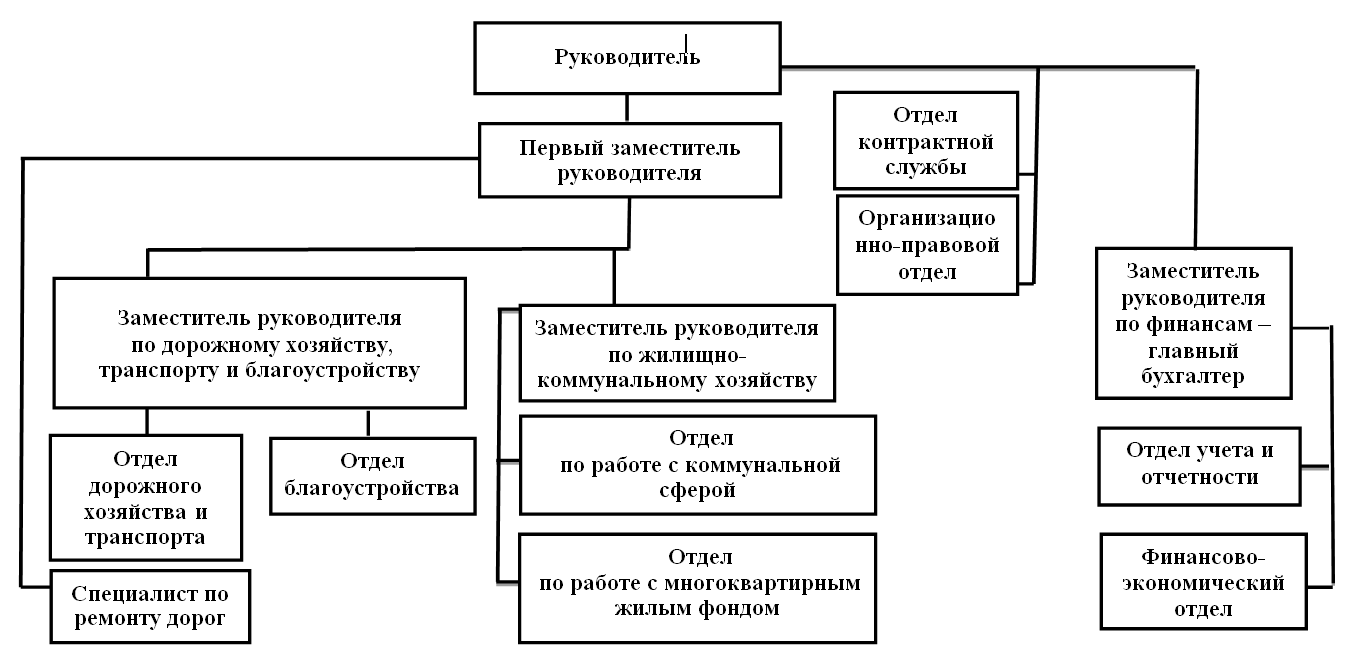 Руководитель
Первый заместитель
руководителя
Отдел
контрактной
службы
Организацио
нно-правовой
отдел
Заместитель руководителя
по дорожному хозяйству,
транспорту и благоустройству
Заместитель руководителя
по жилищно-
коммунальному хозяйству
Заместитель
руководителя
по финансам –
главный
бухгалтер
Отдел
дорожного
хозяйства и
транспорта
Отдел
благоустройства
Отдел
по работе с коммунальной
сферой
Отдел учета и
отчетности
Специалист по
ремонту дорог
Отдел
по работе с многоквартирным
жилым фондом
Финансово-
экономический
отдел